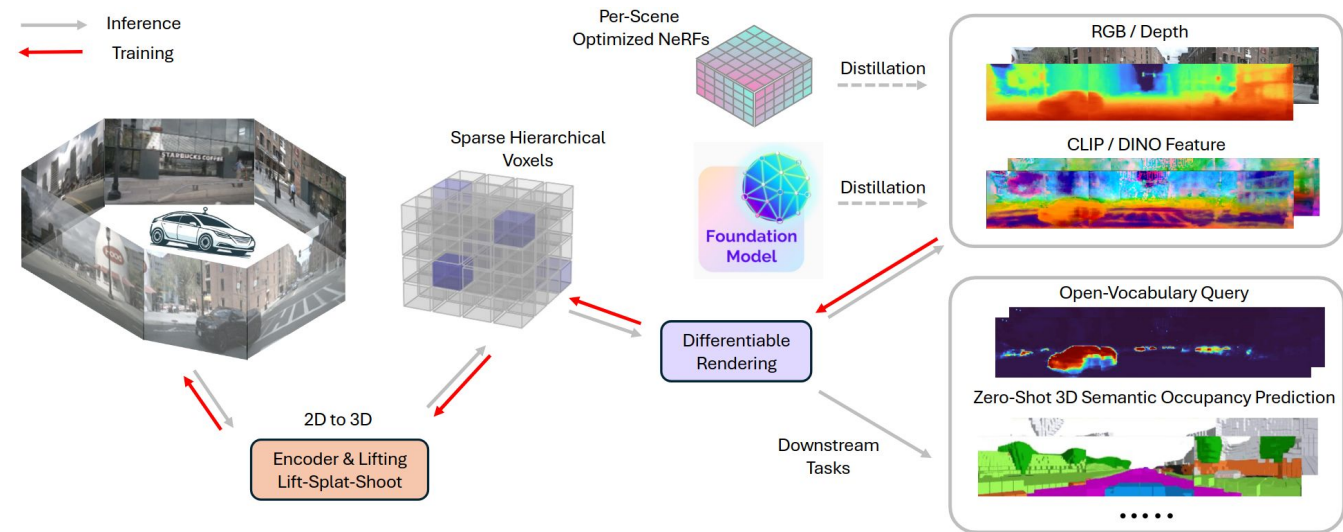 Inference
Training
Per-Scene
Optimized NeRFs
Distillation
RGB / Depth
Sparse Hierarchical
Voxels
STARBUCKS COFFEE
CLIP / DINO Feature
Distillation
Foundation
Model
Open-Vocabulary Query
Differentiable
Rendering
Zero-Shot 3D Semantic Occupancy Prediction
2D to 3D
Encoder & Lifting
Lift-Splat-Shoot
Downstream
Tasks